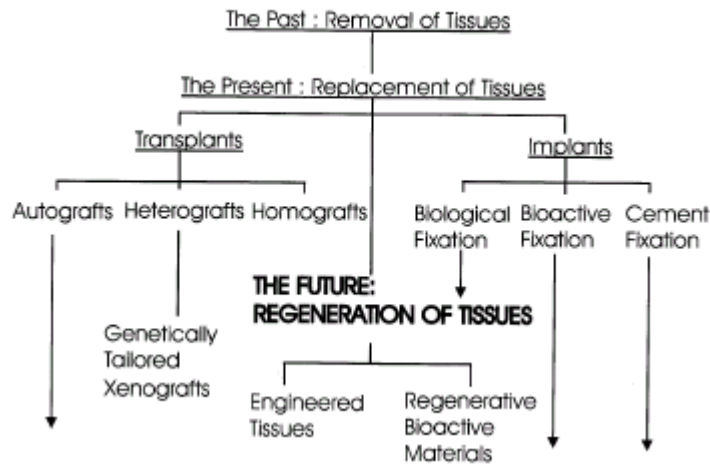 The Past : Removal of Tissues
The Present : Replacement of Tissues
Transplants
Implants
Autografts Heterografts Homografts
Biological
Fixation
Bioactive
Fixation
Cement
Fixation
THE FUTURE:
REGENERATION OF TISSUES
Genetically
Tailored
Xenografts
Engineered
Tissues
Regenerative
Bioactive
Materials